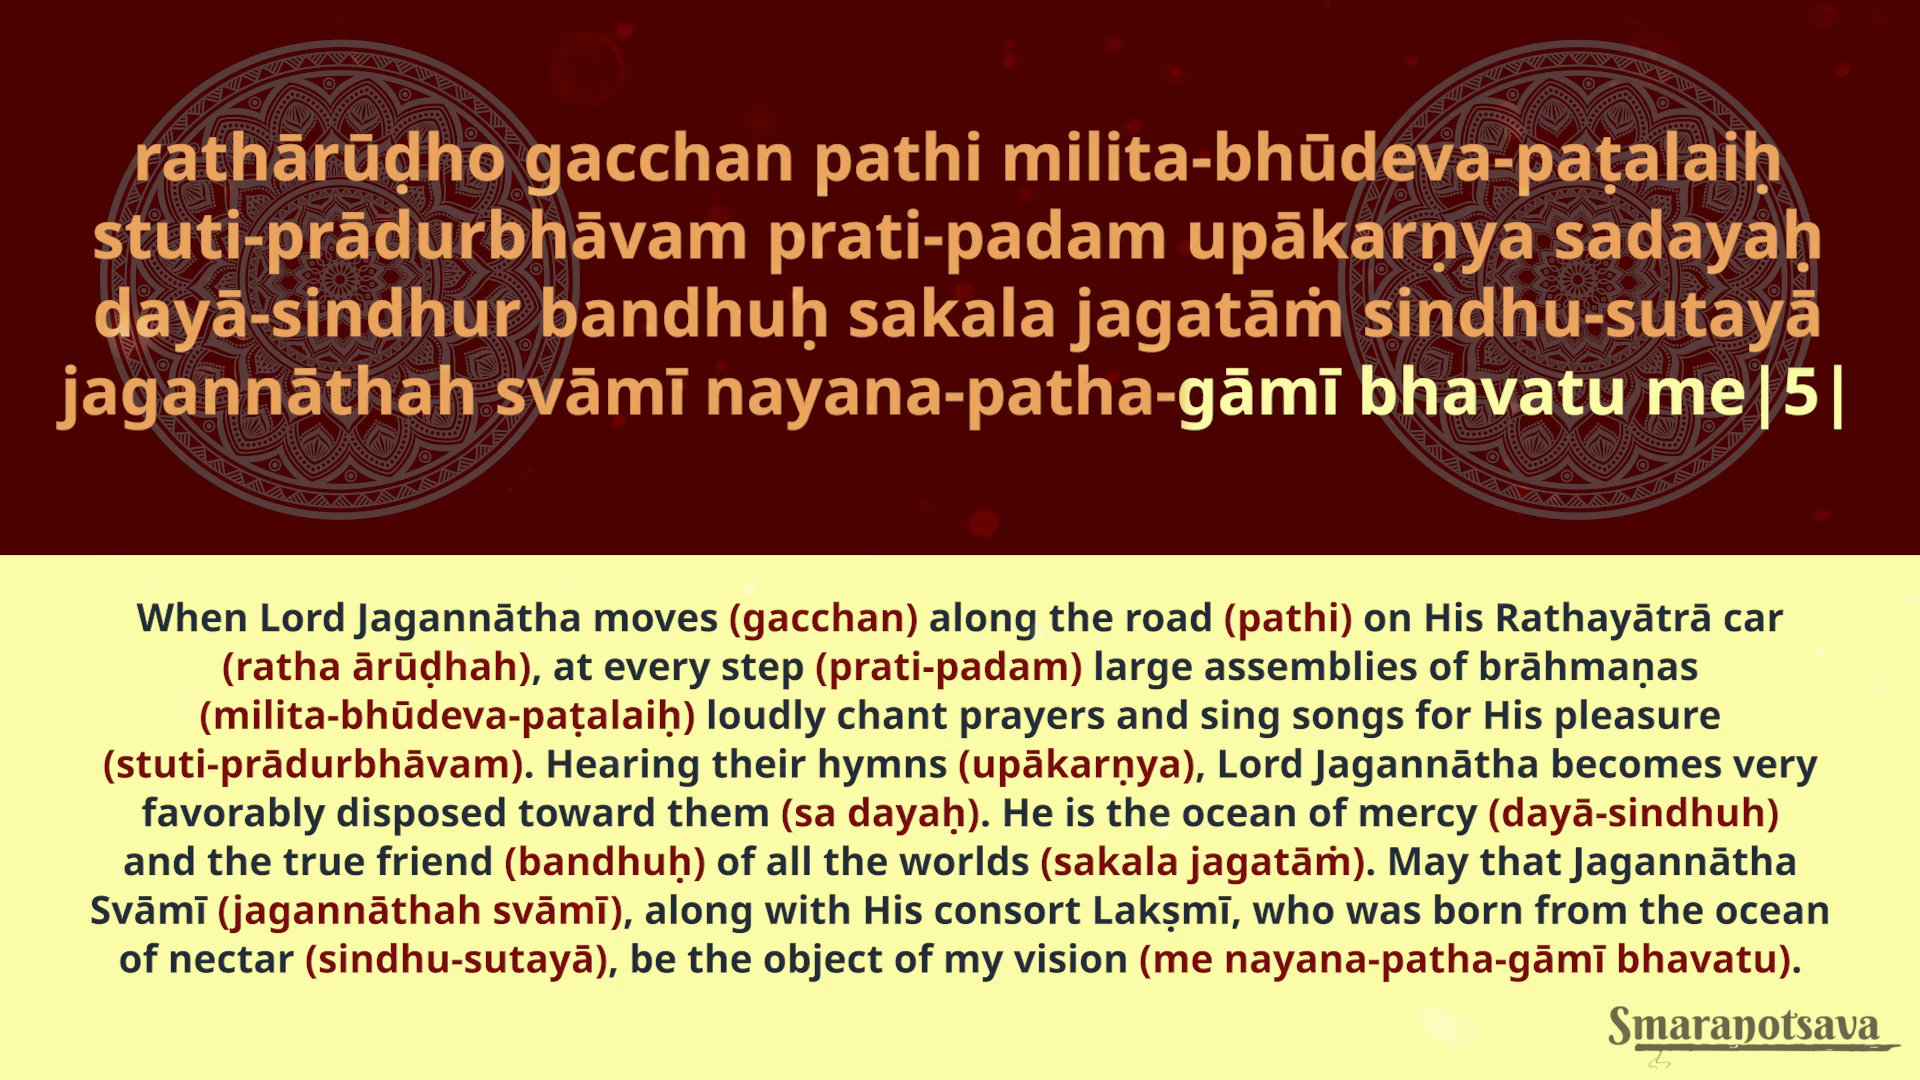 rathārūḍho gacchan pathi milita-bhūdeva-paṭalaiḥ
stuti-prādurbhāvam prati-padam upākarṇya sadayaḥ
dayā-sindhur bandhuḥ sakala jagatāṁ sindhu-sutayā
jagannāthah svāmī nayana-patha-gāmī bhavatu me|5|
When Lord Jagannātha moves (gacchan) along the road (pathi) on His Rathayātrā car
(ratha ārūḍhah), at every step (prati-padam) large assemblies of brāhmaṇas
(milita-bhūdeva-paṭalaiḥ) loudly chant prayers and sing songs for His pleasure
(stuti-prādurbhāvam). Hearing their hymns (upākarṇya), Lord Jagannātha becomes very
favorably disposed toward them (sa dayaḥ). He is the ocean of mercy (dayā-sindhuh)
and the true friend (bandhuḥ) of all the worlds (sakala jagatāṁ). May that Jagannātha
Svāmī (jagannāthah svāmī), along with His consort Lakṣmī, who was born from the ocean
of nectar (sindhu-sutayā), be the object of my vision (me nayana-patha-gāmī bhavatu).
Smaraṇotsava